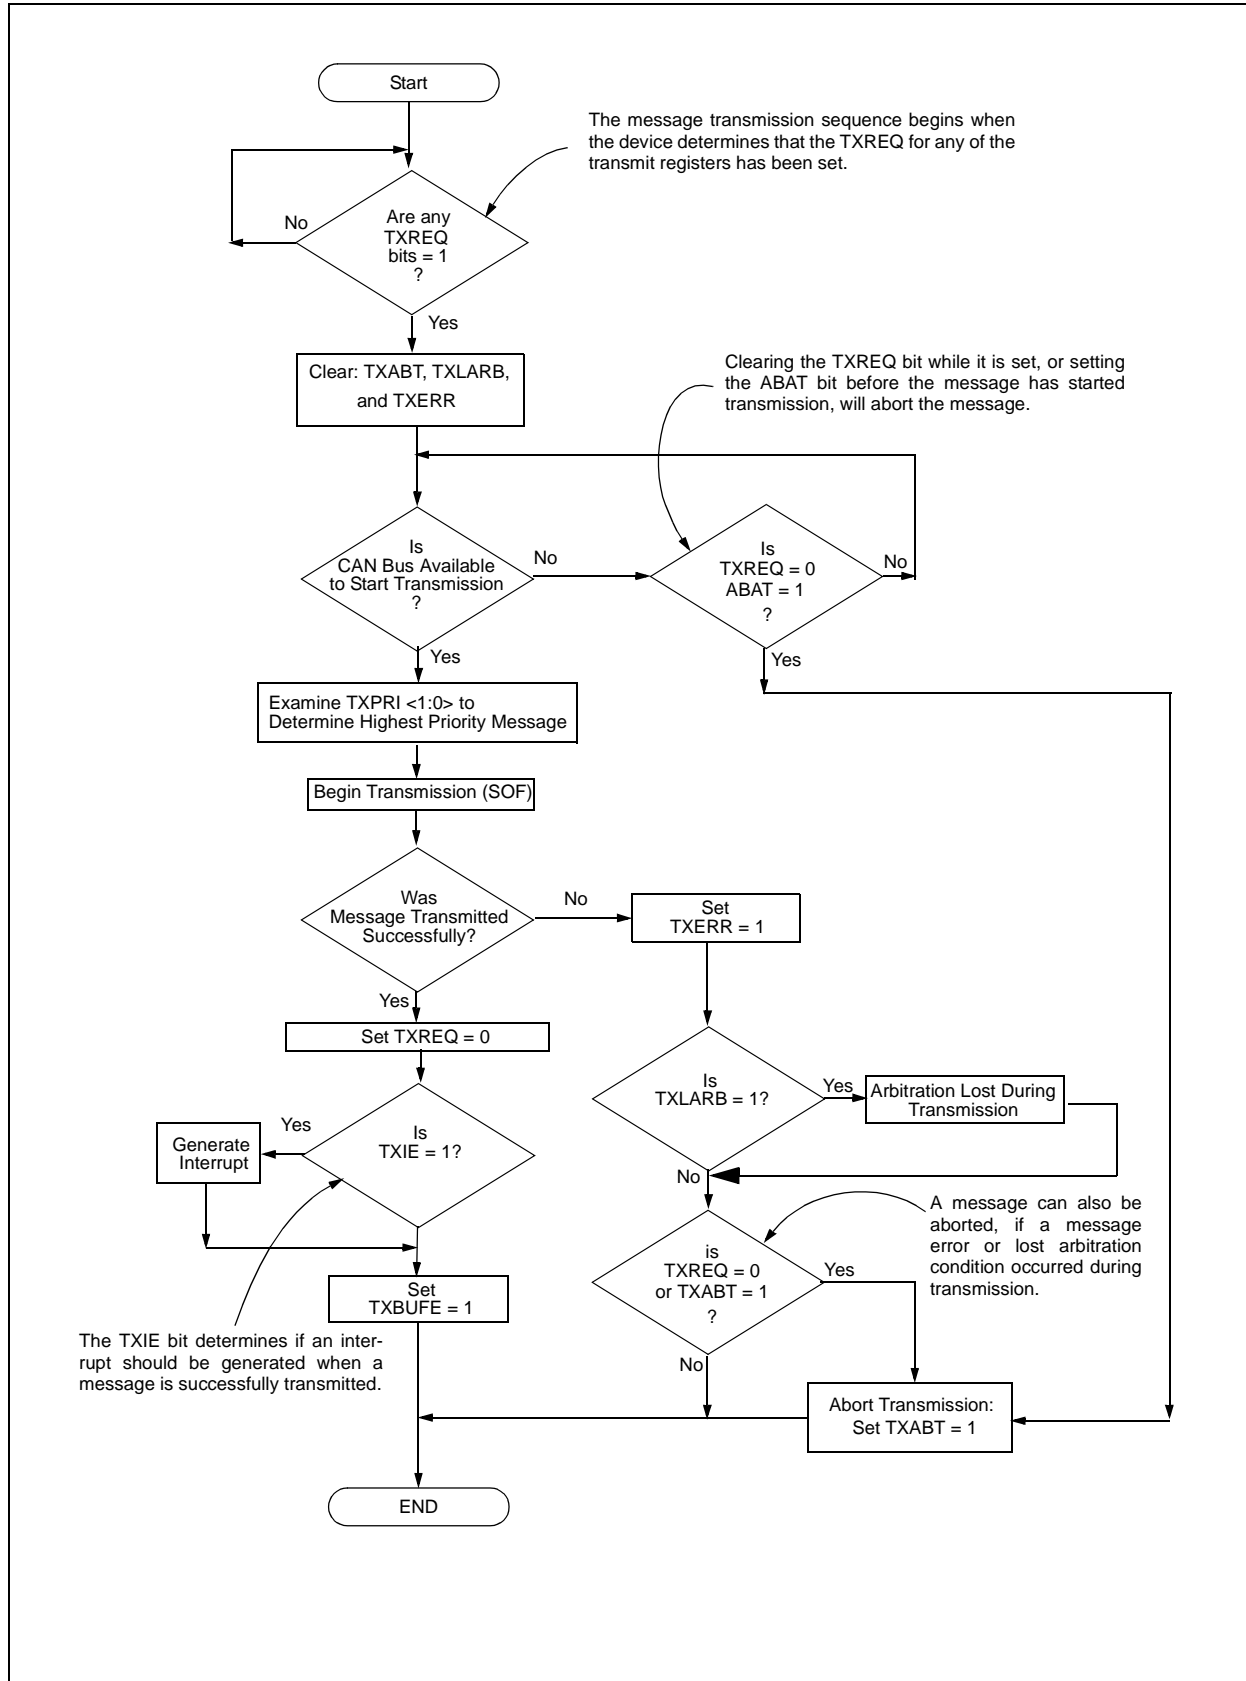 Start
The message transmission sequence begins when
the device determines that the TXREQ for any of the
transmit registers has been set.
No
Are any
TXREQ
bits = 1
?
Yes
Clear: TXABT, TXLARB,
and TXERR
Clearing the TXREQ bit while it is set, or setting
the ABAT bit before the message has started
transmission, will abort the message.
Is
CAN Bus Available
to Start Transmission
?
No
Is
TXREQ = 0
ABAT = 1
?
No
Yes
Yes
Examine TXPRI <1:0> to
Determine Highest Priority Message
Begin Transmission (SOF)
Was
Message Transmitted
Successfully?
No
Set
TXERR = 1
Yes
Set TXREQ = 0
Is
TXLARB = 1?
Yes
Arbitration Lost During
Transmission
Yes
Is
TXIE = 1?
Generate
Interrupt
No
A message can also be
aborted, if a message
error or lost arbitration
condition occurred during
transmission.
is
TXREQ = 0
or TXABT = 1
?
Yes
Set
TXBUFE = 1
The TXIE bit determines if an inter-
rupt should be generated when a
message is successfully transmitted.
No
Abort Transmission:
Set TXABT = 1
END